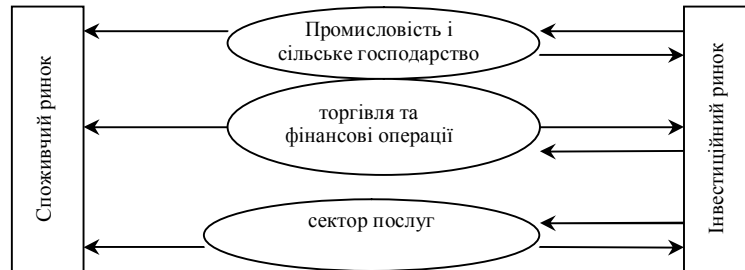 Споживчий ринок
Промисловість і
сільське господарство
торгівля та
фінансові операції
сектор послуг
Інвестиційний ринок